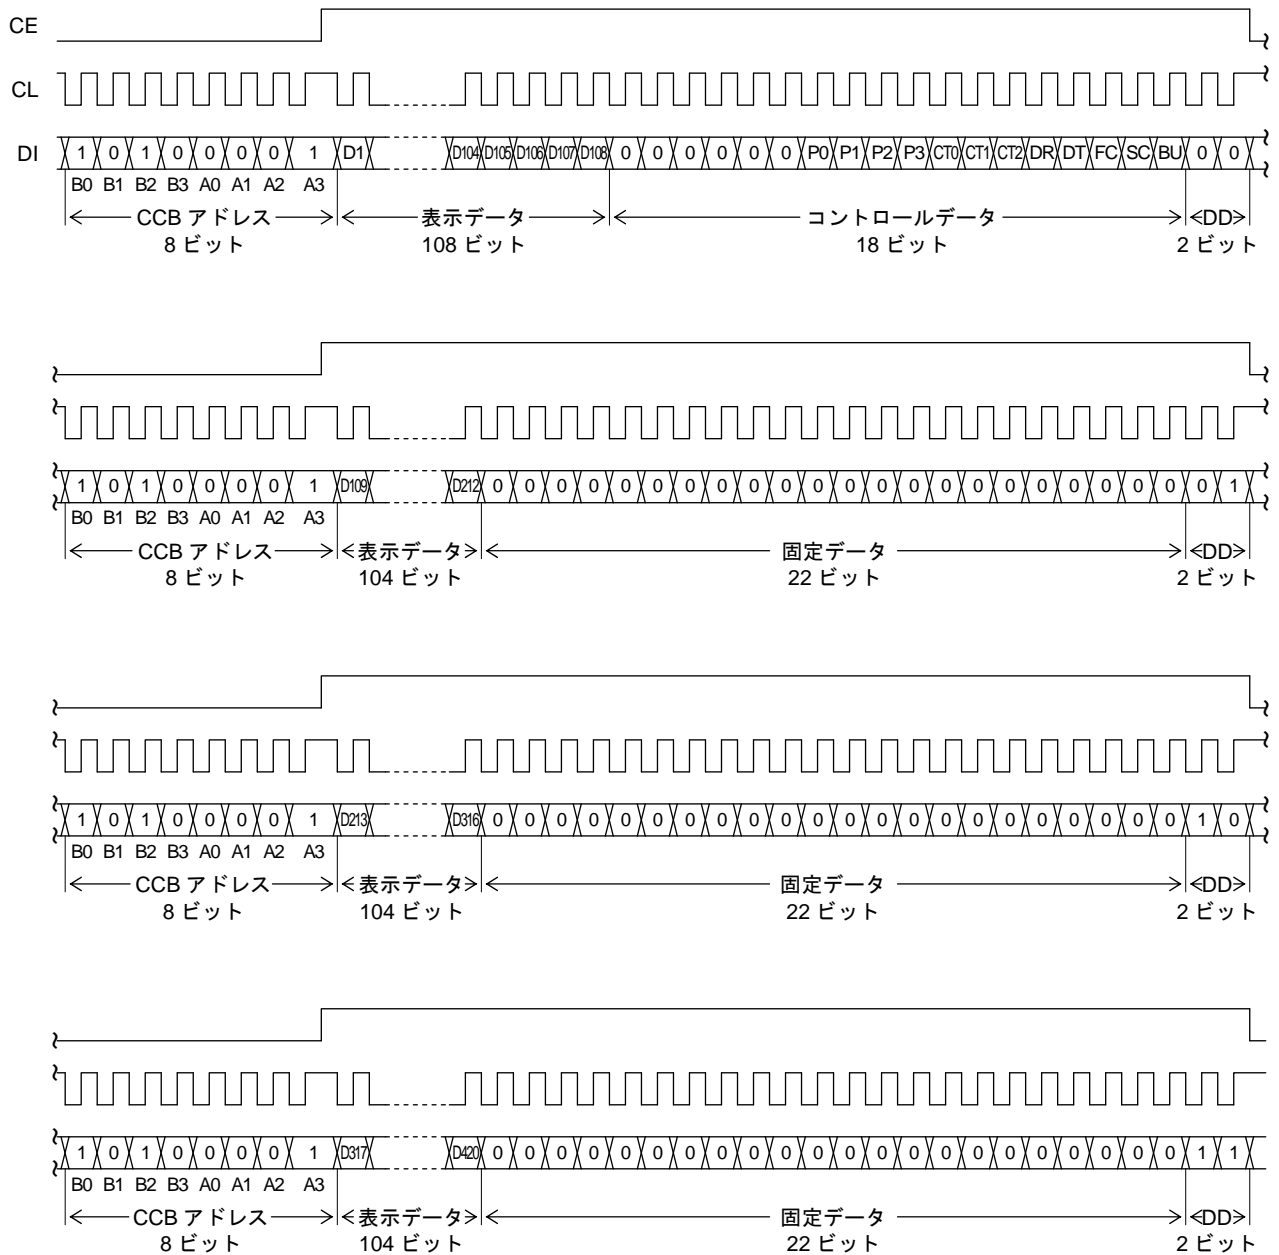 CE
CL
DI 1 0 1 0 0 0 0 1 D1 D104 D105 D106 D107 D108 0 0 0 0 0 0 P0 P1 P2 P3 CT0 CT1 CT2 DR DT FC SC BU 0 0
B0 B1 B2 B3 A0 A1 A2 A3
CCB アドレス 表示データ コントロールデータ DD
8 ビット 108 ビット 18 ビット 2 ビット
1 0 1 0 0 0 0 1 D109 D212 0 0 0 0 0 0 0 0 0 0 0 0 0 0 0 0 0 0 0 0 0 0 0 1
B0 B1 B2 B3 A0 A1 A2 A3
CCB アドレス 表示データ 固定データ DD
8 ビット 104 ビット 22 ビット 2 ビット
1 0 1 0 0 0 0 1 D213 D316 0 0 0 0 0 0 0 0 0 0 0 0 0 0 0 0 0 0 0 0 0 0 1 0
B0 B1 B2 B3 A0 A1 A2 A3
CCB アドレス 表示データ 固定データ DD
8 ビット 104 ビット 22 ビット 2 ビット
1 0 1 0 0 0 0 1 D317 D420 0 0 0 0 0 0 0 0 0 0 0 0 0 0 0 0 0 0 0 0 0 0 1 1
B0 B1 B2 B3 A0 A1 A2 A3
CCB アドレス 表示データ 固定データ DD
8 ビット 104 ビット 22 ビット 2 ビット